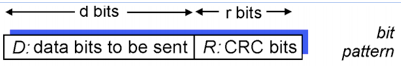 d bits r bits
D: data bits to be sent R: CRC bits bit
pattern